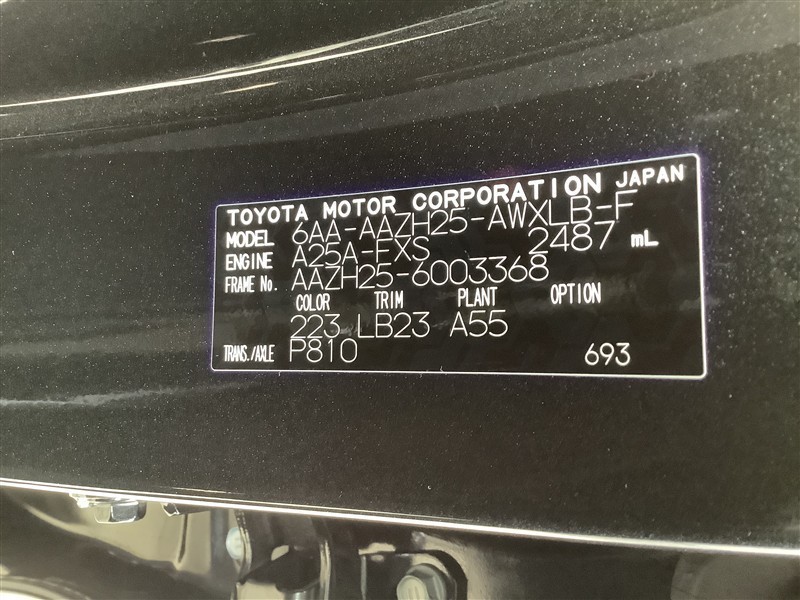 TOYOTA MOTOR CORPORATION JAPAN
MODEL 6AA-AAZH25-AWXLB-F
ENGINE A25A-FXS 2487 mL
FRAME No. AAZH25-6003368
COLOR TRIM PLANT OPTION
223 LB23 A55
TRANS./AXLE P810 693